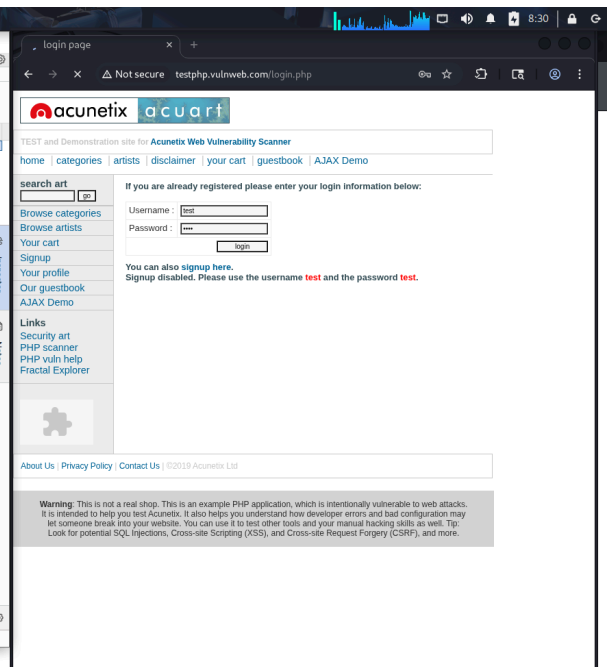 8:30
login page
Not secure testphp.vulnweb.com/login.php
acunetix acuart
TEST and Demonstration site for Acunetix Web Vulnerability Scanner
home | categories | artists | disclaimer | your cart | guestbook | AJAX Demo
search art
go
Browse categories
Browse artists
Your cart
Signup
Your profile
Our guestbook
AJAX Demo
Links
Security art
PHP scanner
PHP vuln help
Fractal Explorer
If you are already registered please enter your login information below:
Username : test
Password : ••••
login
You can also signup here.
Signup disabled. Please use the username test and the password test.
About Us | Privacy Policy | Contact Us | ©2019 Acunetix Ltd
Warning: This is not a real shop. This is an example PHP application, which is intentionally vulnerable to web attacks.
It is intended to help you test Acunetix. It also helps you understand how developer errors and bad configuration may
let someone break into your website. You can use it to test other tools and your manual hacking skills as well. Tip:
Look for potential SQL Injections, Cross-site Scripting (XSS), and Cross-site Request Forgery (CSRF), and more.